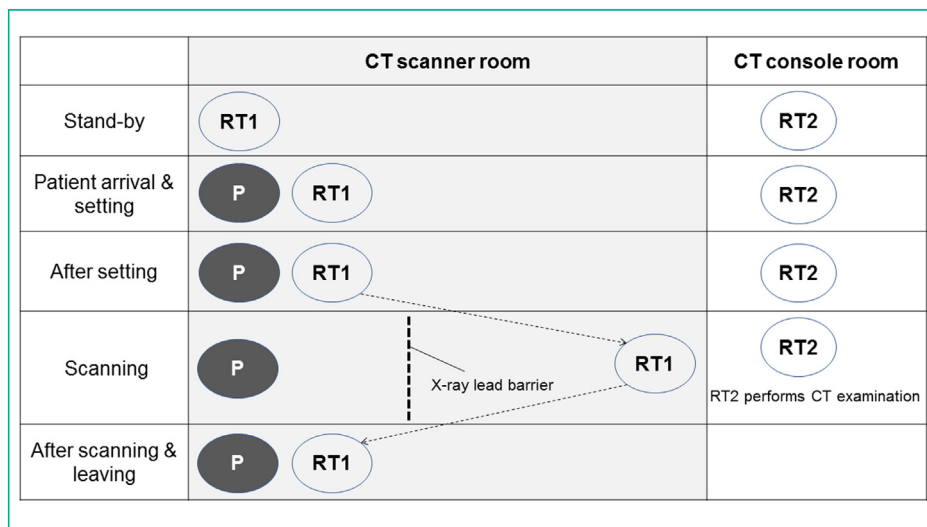 CT scanner room
CT console room
Stand-by
RT1
RT2
Patient arrival &
setting
P
RT1
RT2
After setting
P
RT1
RT2
Scanning
P
X-ray lead barrier
RT1
RT2
RT2 performs CT examination
After scanning &
leaving
P
RT1